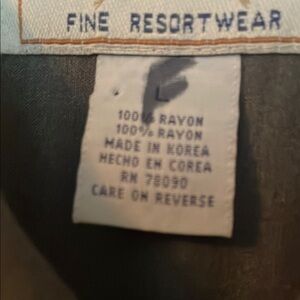 FINE RESORTWEAR
L
100% RAYON
100% RAYON
MADE IN KOREA
HECHO EN COREA
RN 78090
CARE ON REVERSE